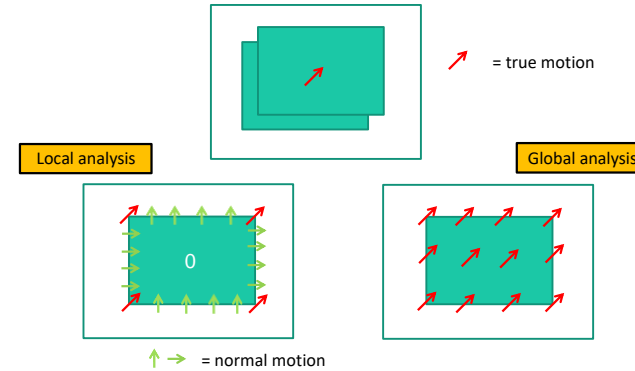 = true motion
Local analysis
Global analysis
0
= normal motion